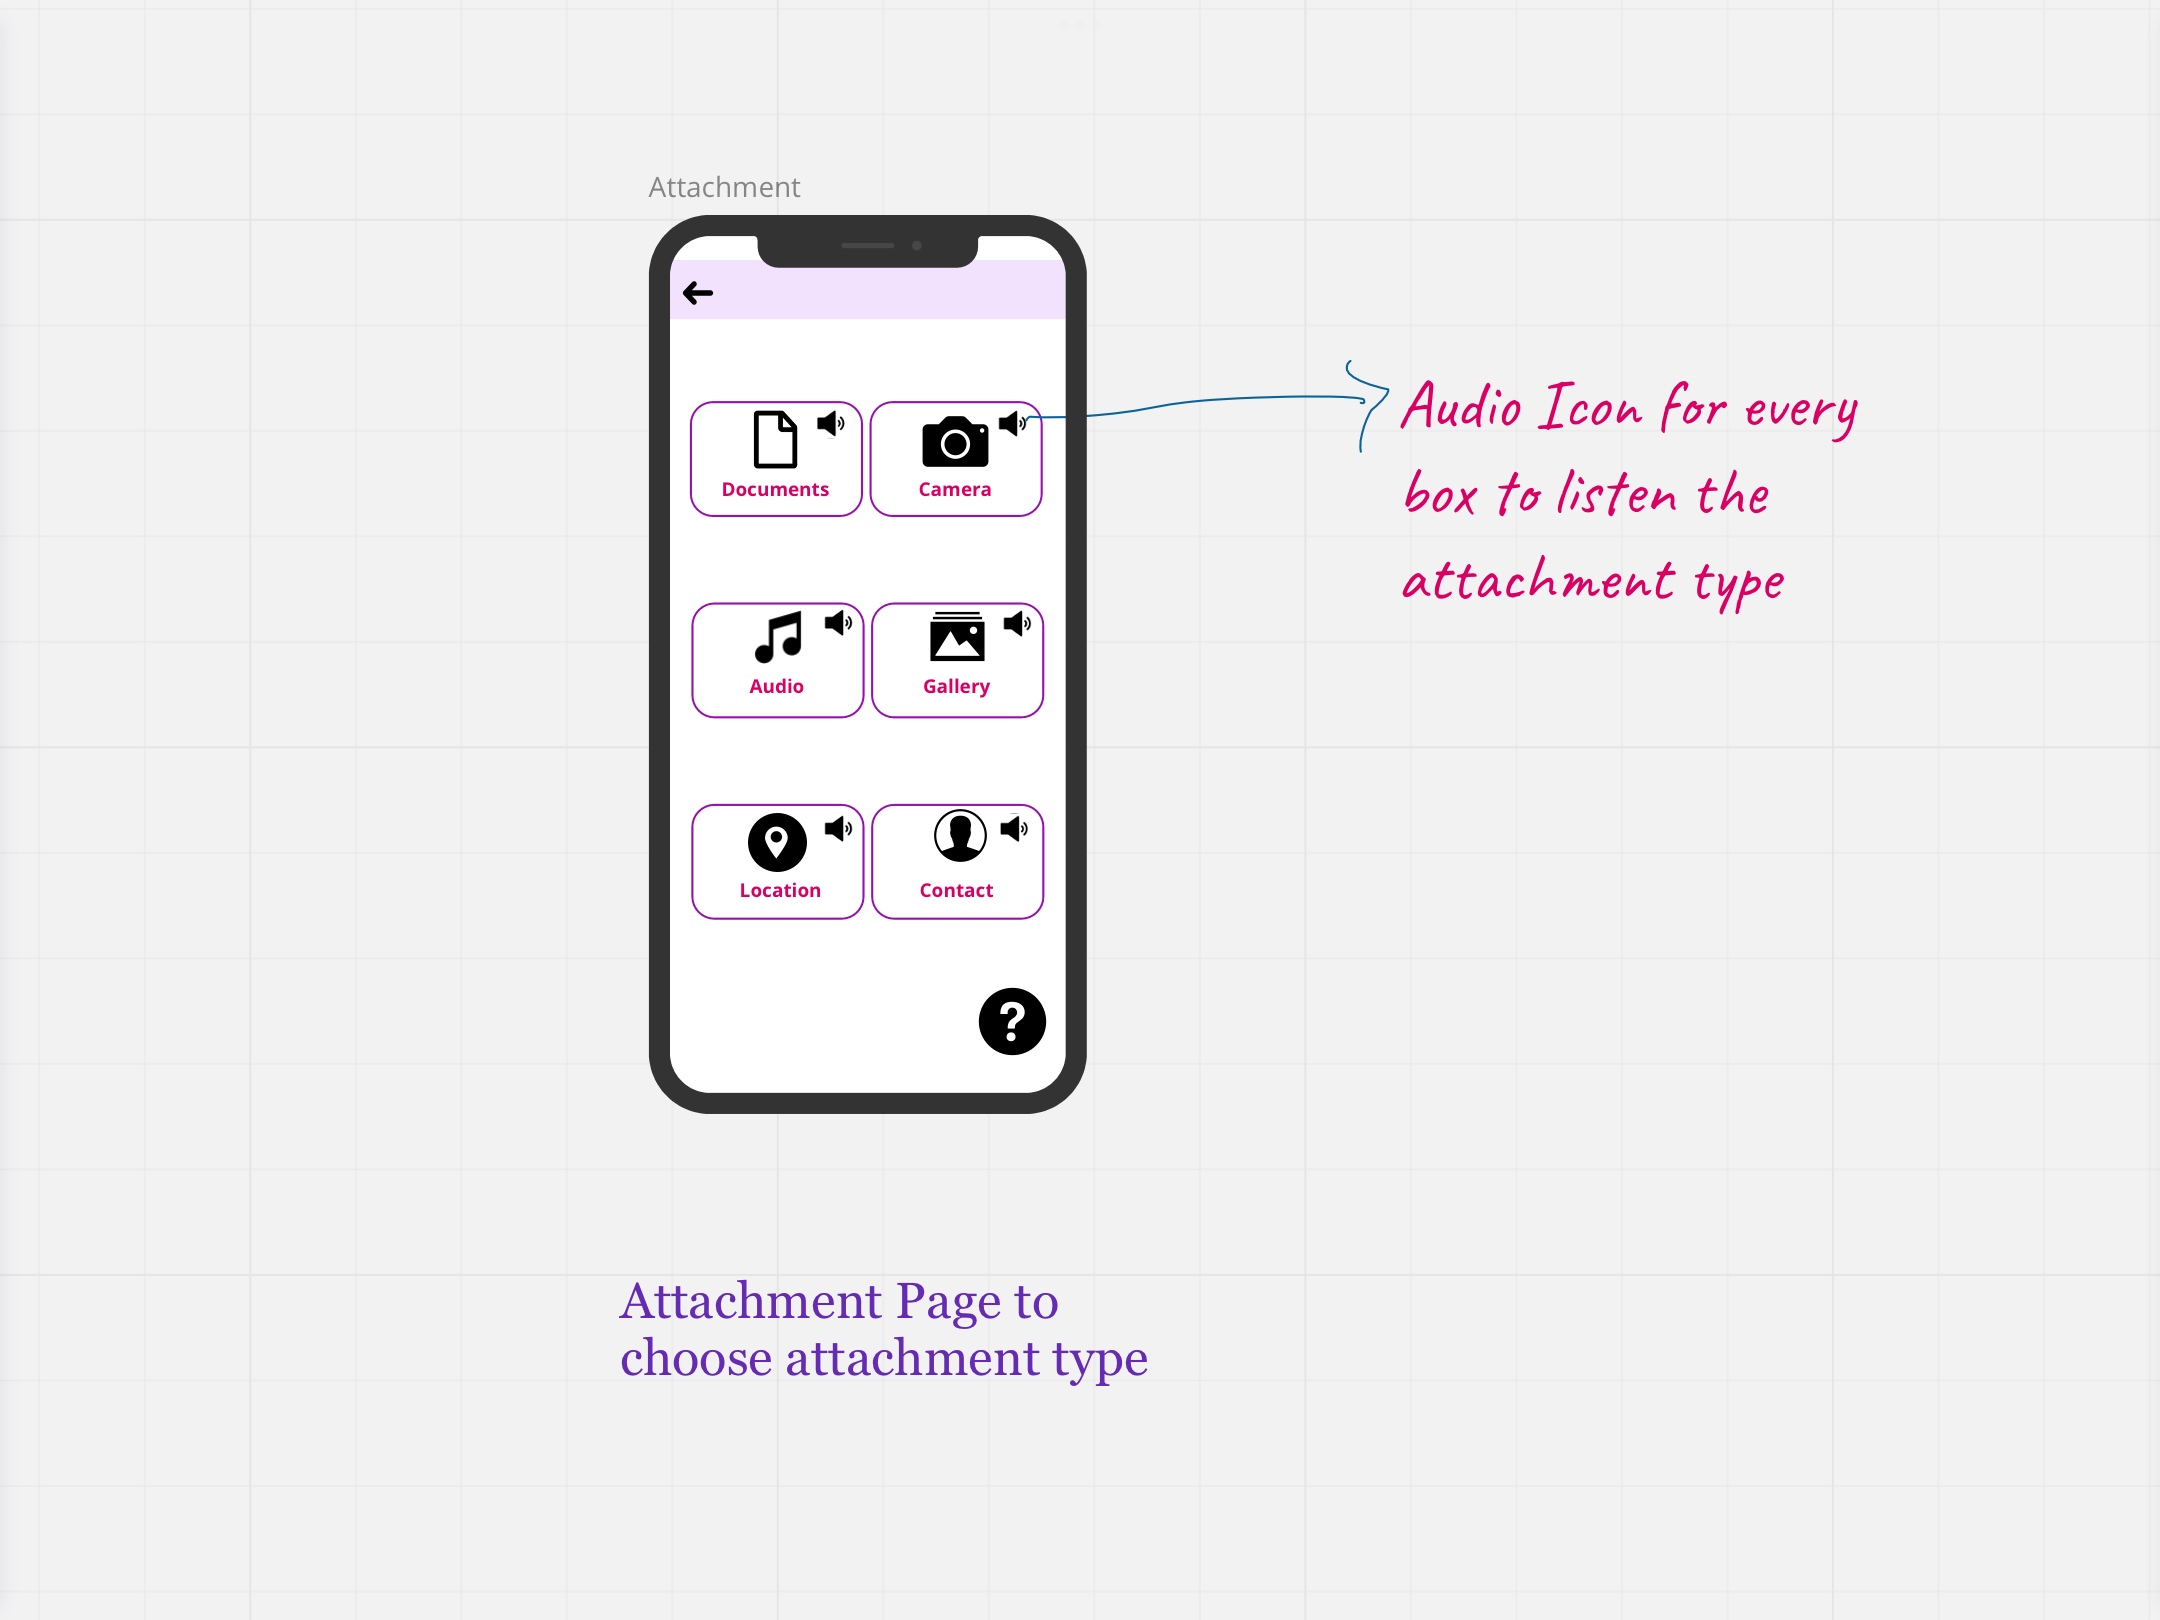 Attachment
Documents
Camera
Audio Icon for every
box to listen the
attachment type
Audio
Gallery
Location
Contact
?
Attachment Page to
choose attachment type